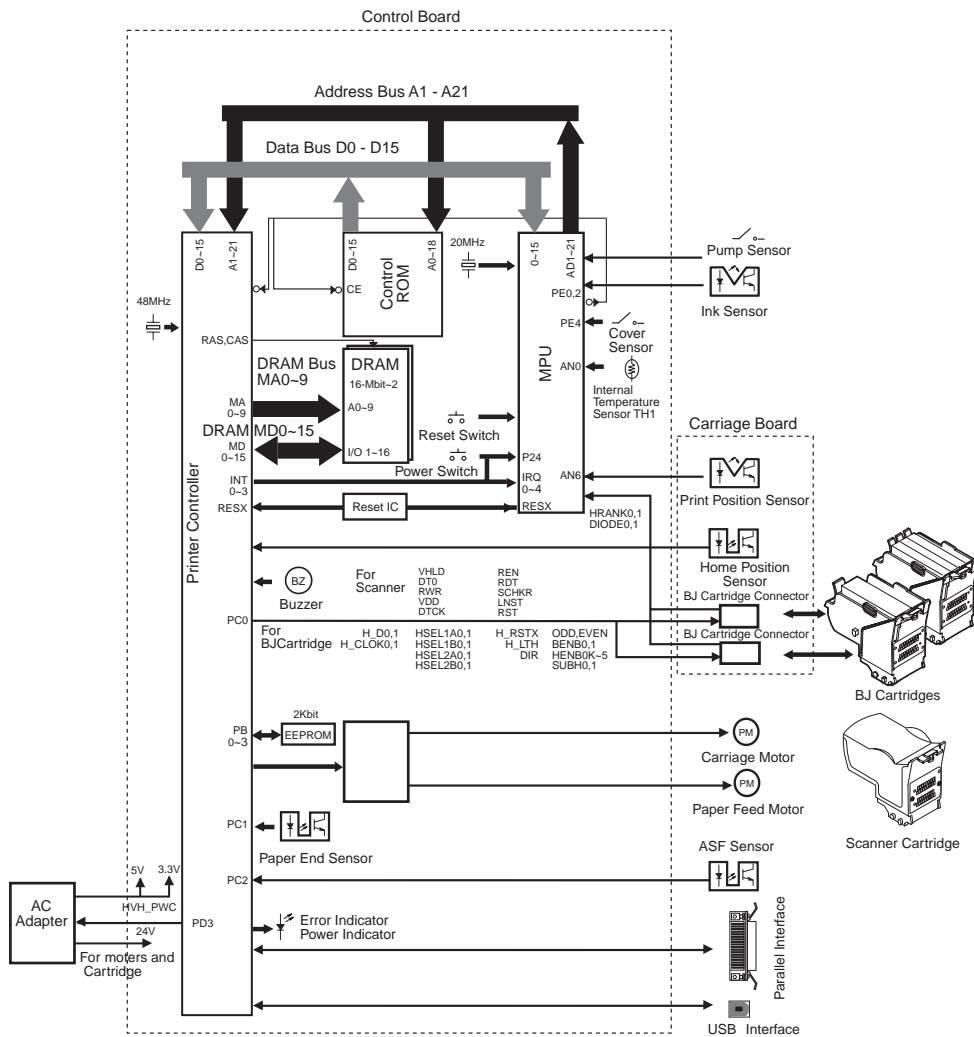 Control Board
Address Bus A1 - A21
Data Bus D0 - D15
D0~15
A1~21
D0~15
A0~18
CE
Control
ROM
20MHz
0~15
AD1~21
PE0,2
PE4
AN0
MPU
Pump Sensor
Ink Sensor
Cover
Sensor
Internal
Temperature
Sensor TH1
48MHz
RAS,CAS
DRAM Bus
MA0~9
DRAM
16-Mbit~2
A0~9
I/O 1~16
MA
0~9
DRAM MD0~15
MD
0~15
Reset Switch
Power Switch
P24
IRQ
0~4
RESX
AN6
INT
0~3
RESX
Reset IC
Printer Controller
Carriage Board
Print Position Sensor
HRANK0,1
DIODE0,1
Home Position
Sensor
BJ Cartridge Connector
BJ Cartridge Connector
BJ Cartridges
BZ
Buzzer
For
Scanner
VHLD
DT0
RWR
VDD
DTCK
REN
RDT
SCHKR
LNST
RST
PC0
For
BJCartridge
H_D0,1
H_CLOK0,1
HSEL1A0,1
HSEL1B0,1
HSEL2A0,1
HSEL2B0,1
H_RSTX
H_LTH
DIR
ODD,EVEN
BENB0,1
HENB0K~5
SUBH0,1
PB
0~3
2Kbit
EEPROM
PM
Carriage Motor
PM
Paper Feed Motor
Scanner Cartridge
PC1
Paper End Sensor
ASF Sensor
PC2
AC
Adapter
5V
3.3V
HVH_PWC
24V
For moters and
Cartridge
PD3
Error Indicator
Power Indicator
Parallel Interface
USB Interface